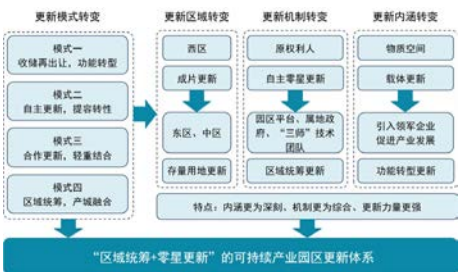 更新模式转变
更新区域转变
更新机制转变
更新内涵转变
模式一
收储再出让，功能转型
模式二
自主更新，提容转性
模式三
合作更新，轻重结合
模式四
区域统筹，产城融合
西区
成片更新
东区、中区
存量用地更新
原权利人
自主零星更新
园区平台、属地
政府、“三师”技术
团队
区域统筹更新
物质空间
载体更新
引入领军企业
促进产业发展
功能转型更新
特点：内涵更为深刻、机制更为综合、更新力量更强
“区域统筹+零星更新”的可持续产业园区更新体系